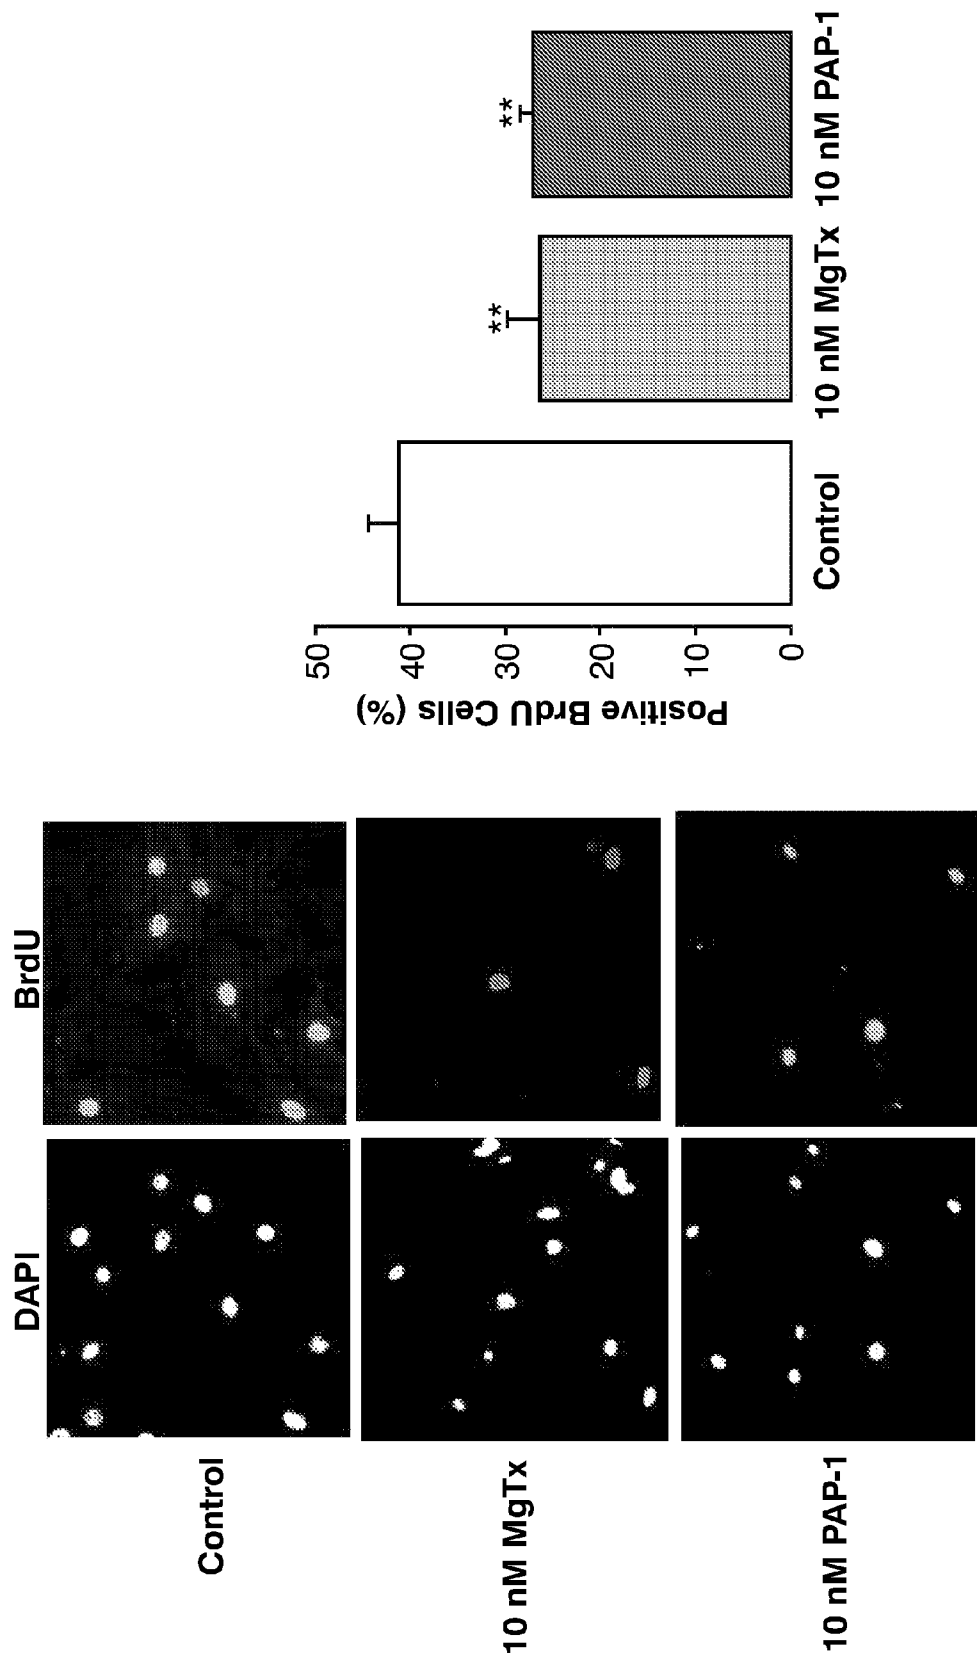 DAPI
BrdU
Control
10 nM MgTx
10 nM PAP-1
Positive BrdU Cells (%)
50
40
30
20
10
0
**
**
Control
10 nM MgTx
10 nM PAP-1